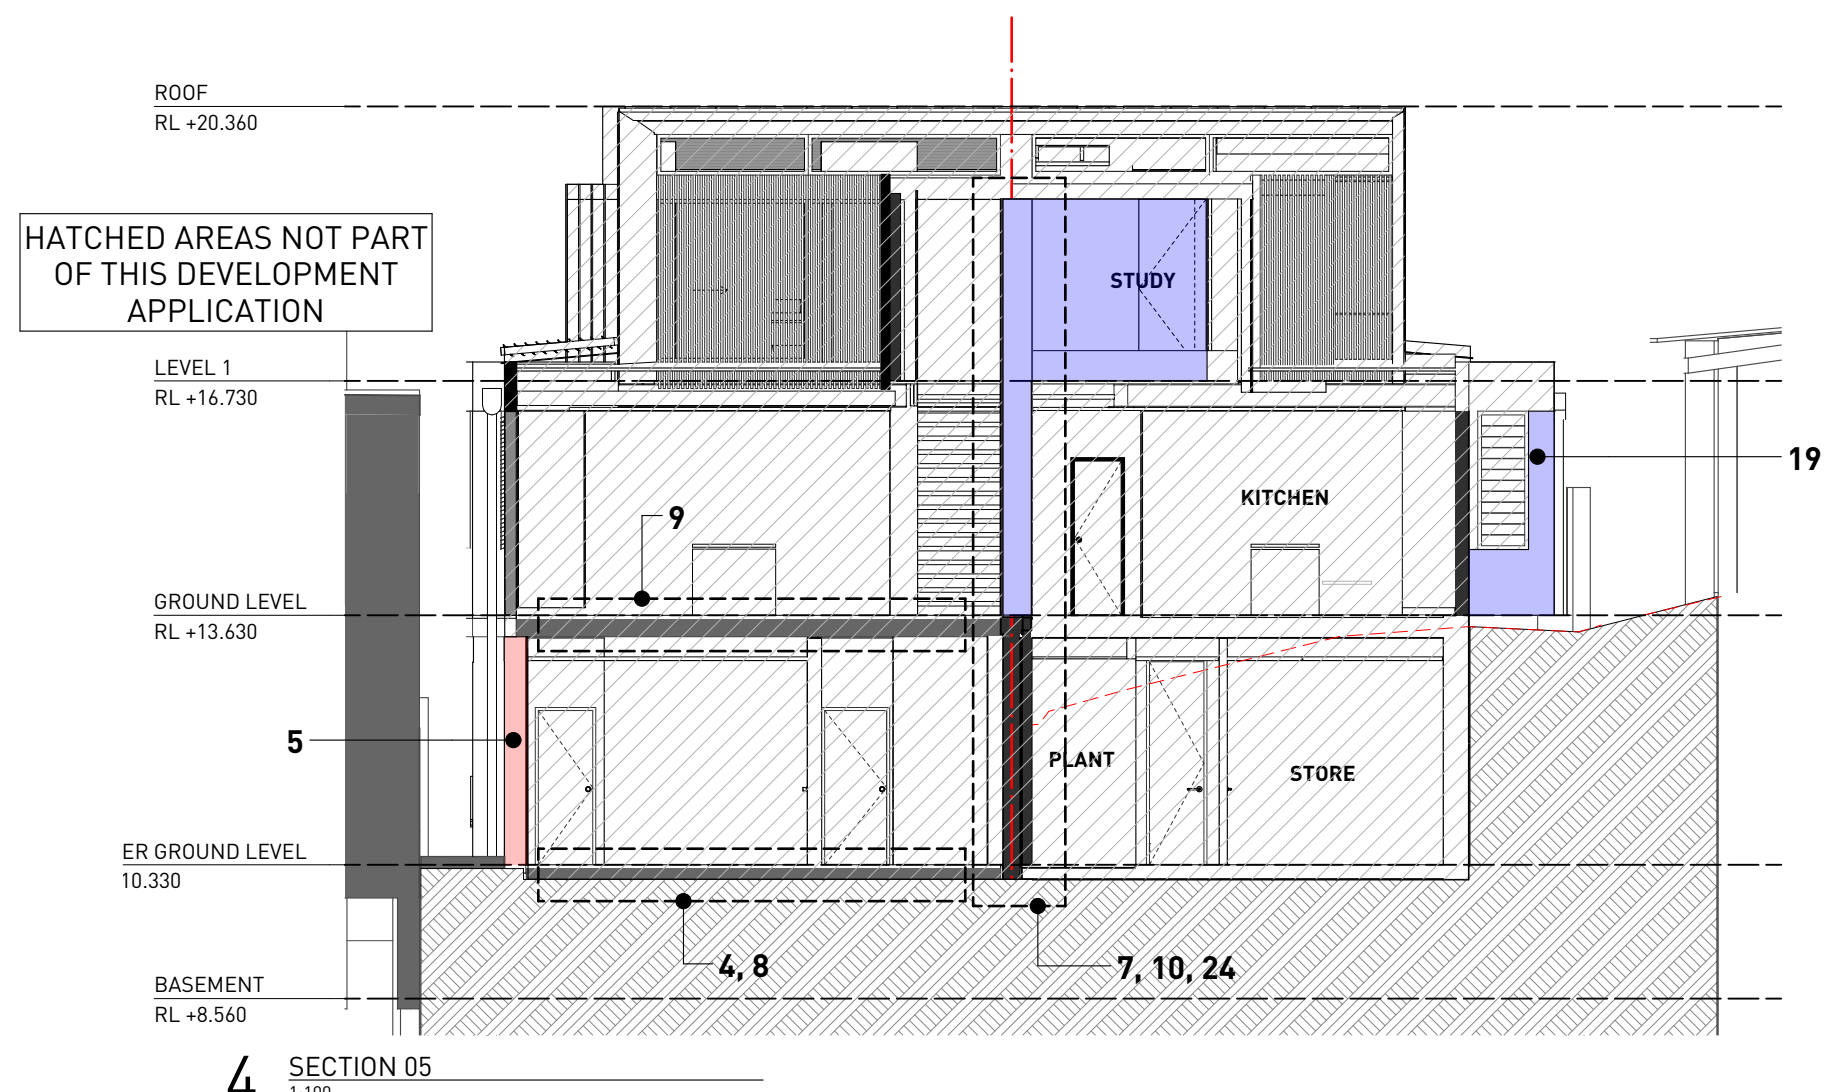 ROOF
RL +20.360
HATCHED AREAS NOT PART
OF THIS DEVELOPMENT
APPLICATION
STUDY
LEVEL 1
RL +16.730
19
KITCHEN
9
GROUND LEVEL
RL +13.630
5
PLANT
STORE
ER GROUND LEVEL
10.330
4, 8
7, 10, 24
BASEMENT
RL +8.560
4
SECTION 05
1:100